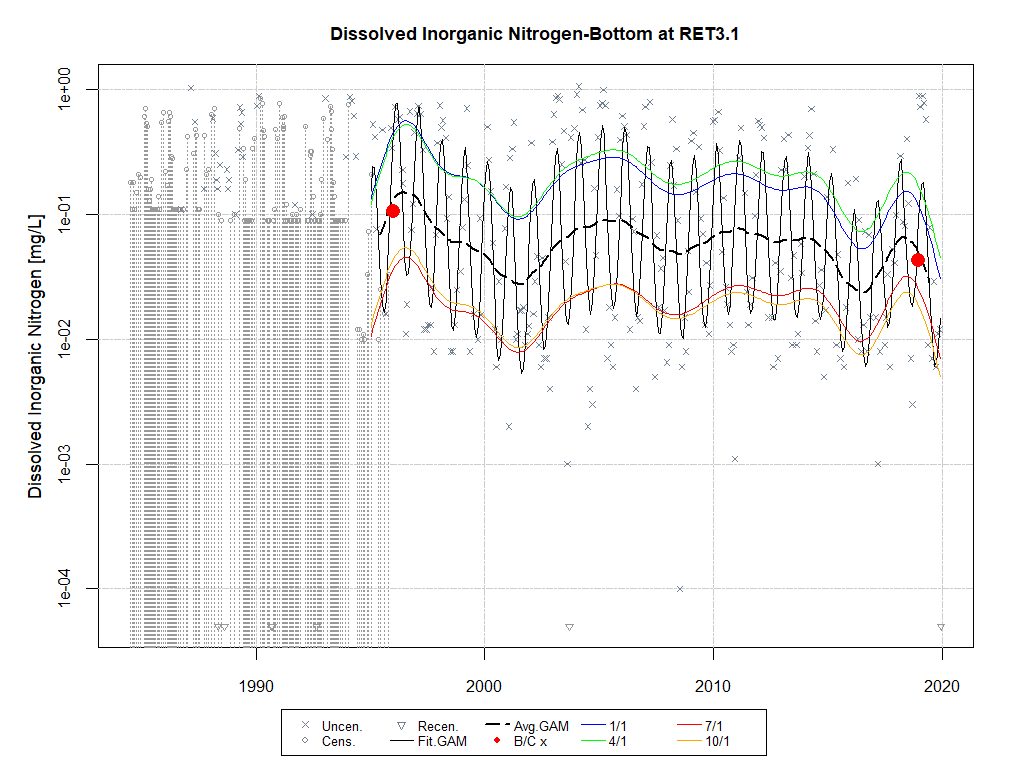 Dissolved Inorganic Nitrogen-Bottom at RET3.1
Dissolved Inorganic Nitrogen [mg/L]
1e+00
1e-01
1e-02
1e-03
1e-04
1990 2000 2010 2020
Uncen. Recen. Avg.GAM 1/1 7/1
Cens. Fit.GAM B/C x 4/1 10/1